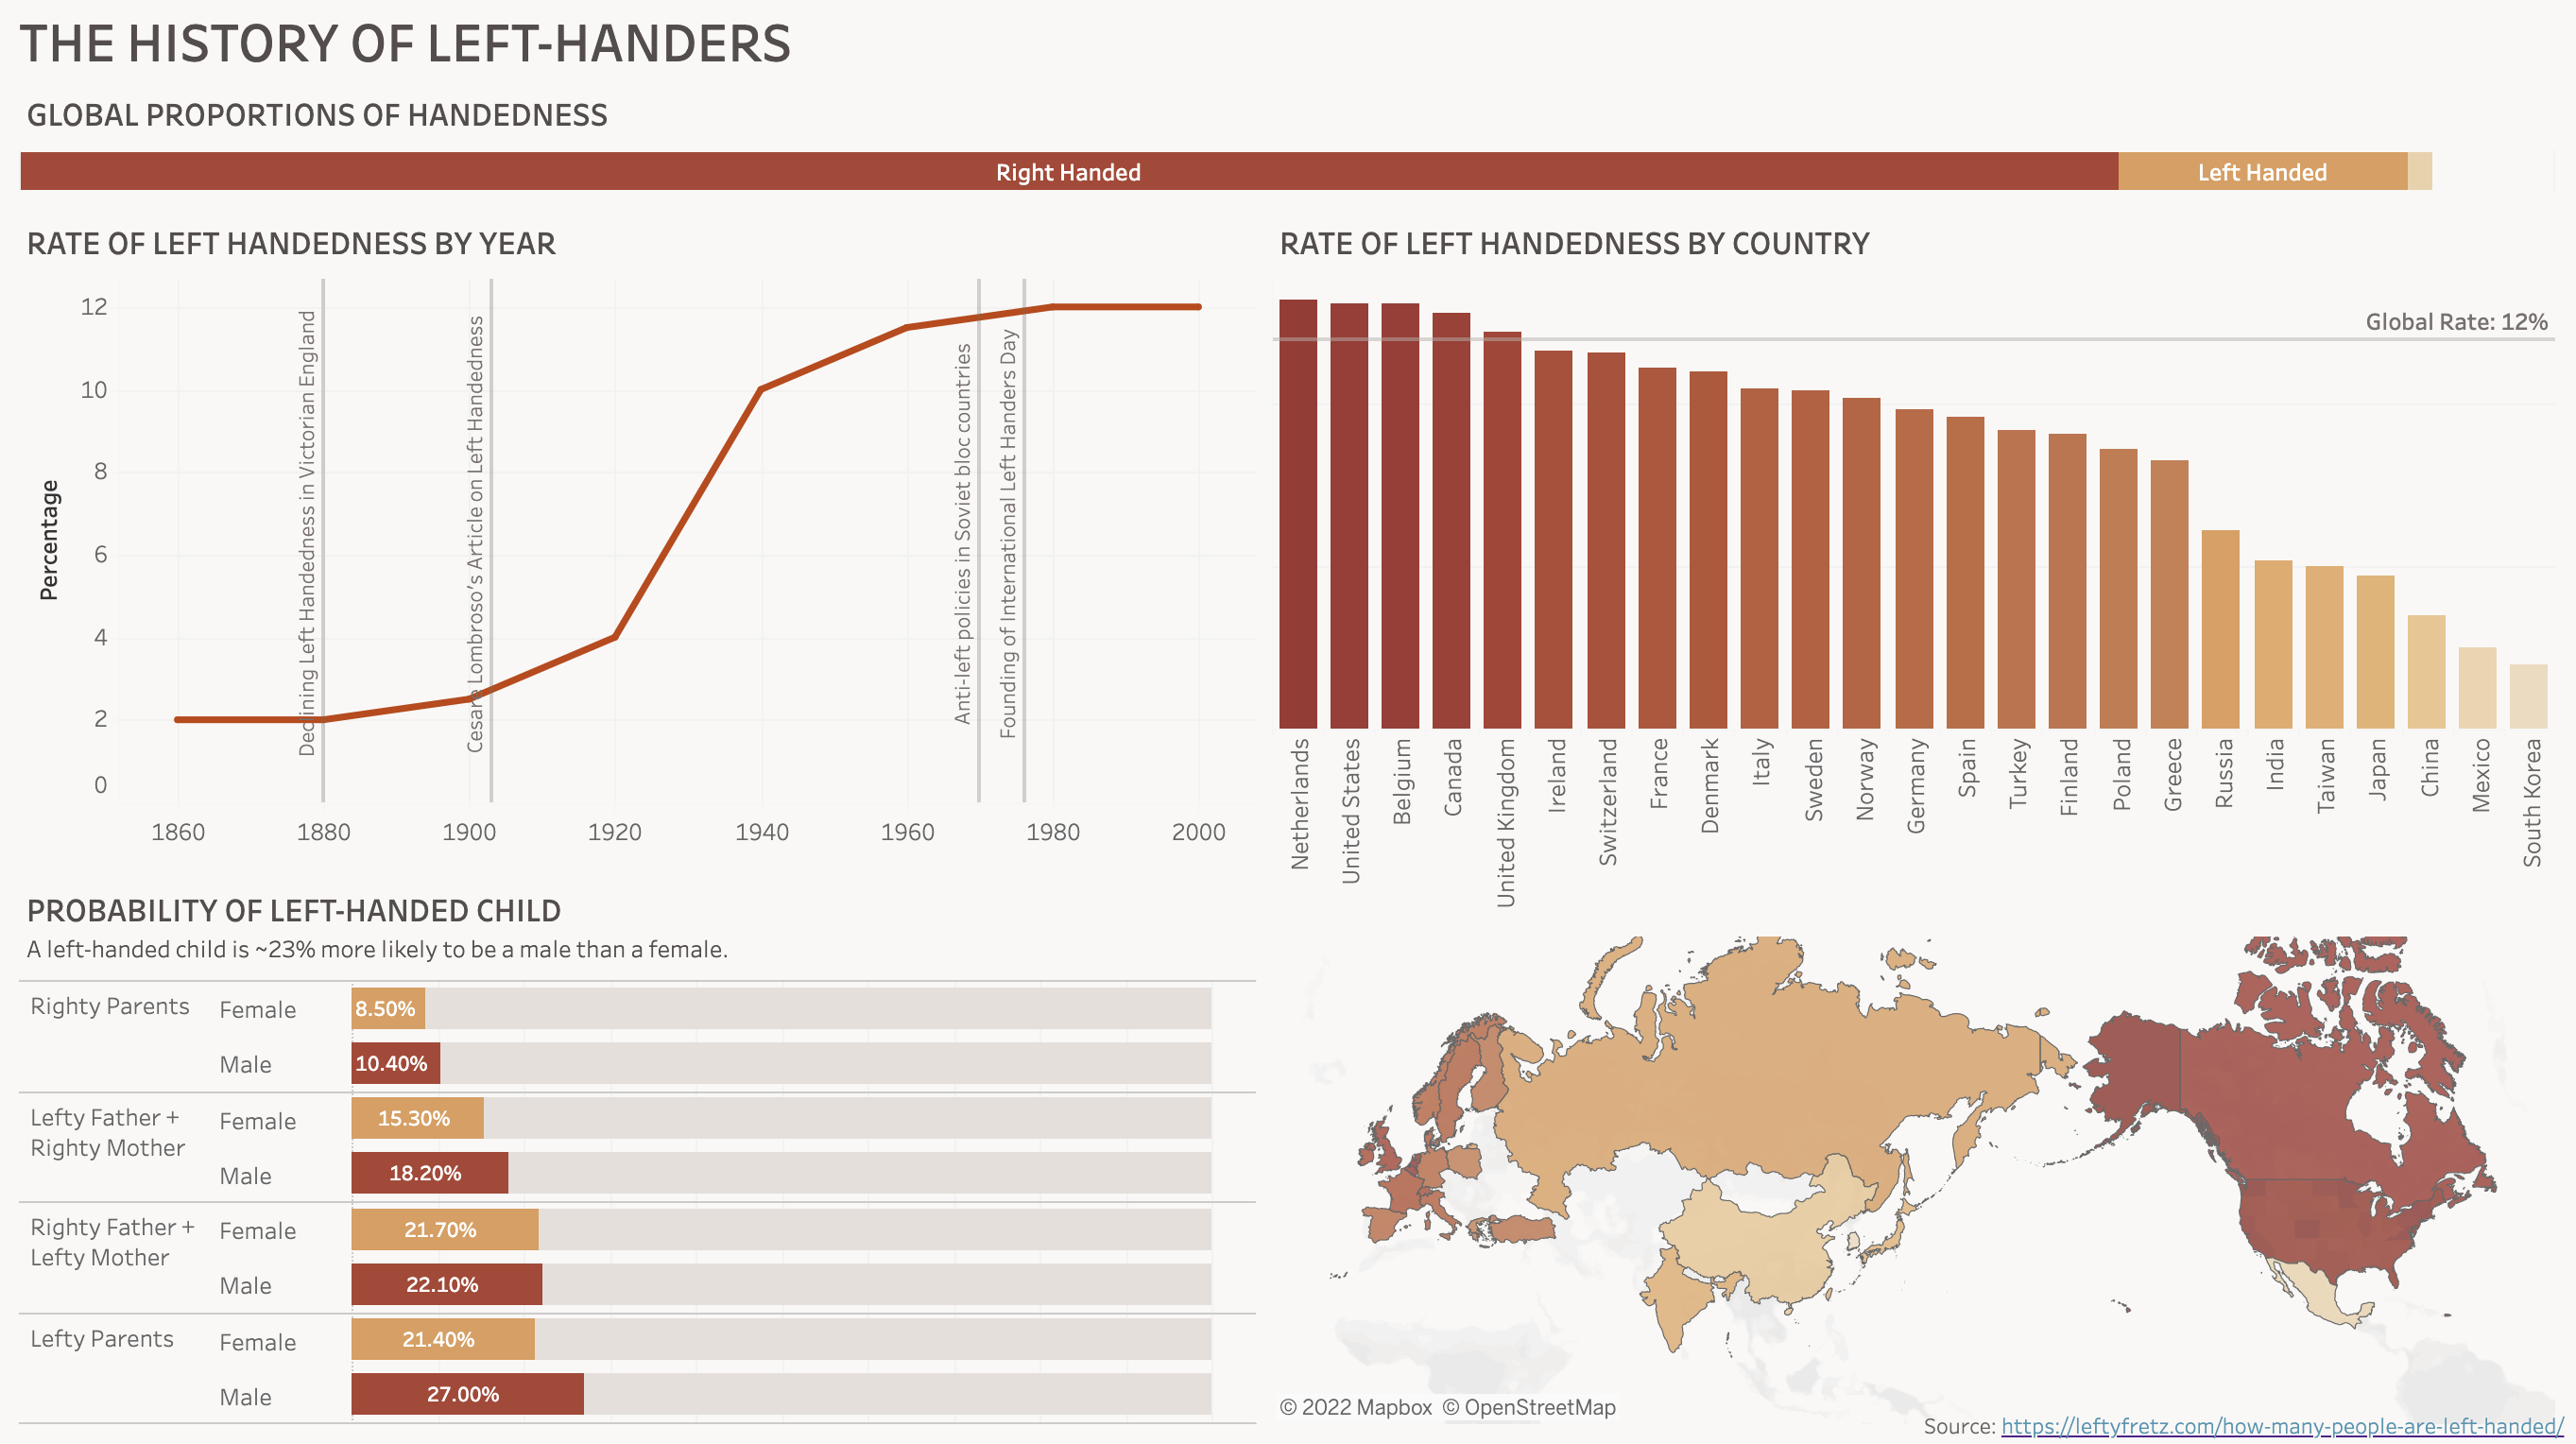 THE HISTORY OF LEFT-HANDERS
GLOBAL PROPORTIONS OF HANDEDNESS
Right Handed
Left Handed
RATE OF LEFT HANDEDNESS BY YEAR
Percentage
12
10
8
6
4
2
0
Declining Left Handedness in Victorian England
Cesare Lombroso's Article on Left Handedness
Anti-left policies in Soviet bloc countries
Founding of International Left Handers Day
1860
1880
1900
1920
1940
1960
1980
2000
RATE OF LEFT HANDEDNESS BY COUNTRY
Global Rate: 12%
Netherlands
United States
Belgium
Canada
United Kingdom
Ireland
Switzerland
France
Denmark
Italy
Sweden
Norway
Germany
Spain
Turkey
Finland
Poland
Greece
Russia
India
Taiwan
Japan
China
Mexico
South Korea
PROBABILITY OF LEFT-HANDED CHILD
A left-handed child is ~23% more likely to be a male than a female.
Righty Parents
Female
8.50%
Male
10.40%
Lefty Father +
Righty Mother
Female
15.30%
Male
18.20%
Righty Father +
Lefty Mother
Female
21.70%
Male
22.10%
Lefty Parents
Female
21.40%
Male
27.00%
© 2022 Mapbox © OpenStreetMap
Source: https://leftyfretz.com/how-many-people-are-left-handed/